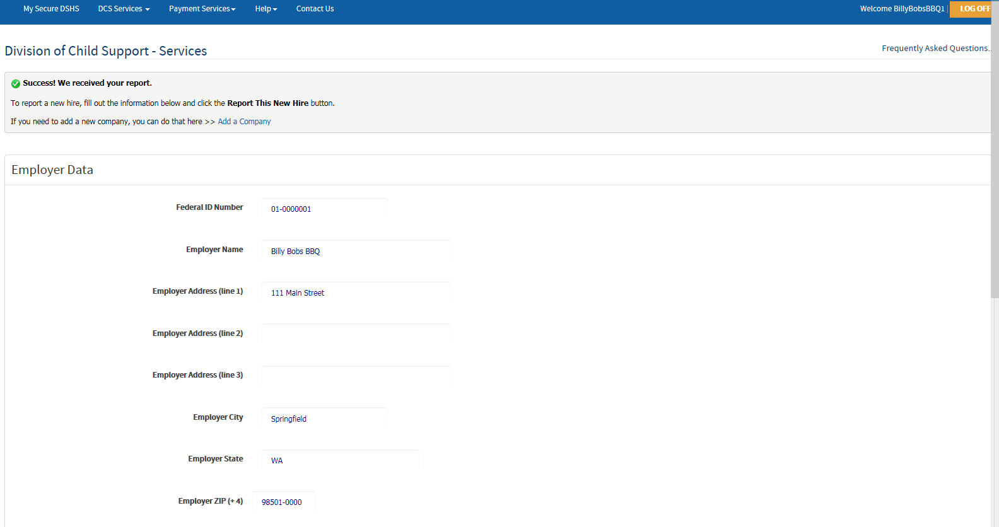 My Secure DSHS DCS Services Payment Services Help Contact Us Welcome BillyBobsBBQ1 | LOG OFF
Division of Child Support - Services Frequently Asked Questions..
Success! We received your report.
To report a new hire, fill out the information below and click the Report This New Hire button.
If you need to add a new company, you can do that here >> Add a Company
Employer Data
Federal ID Number 01-0000001
Employer Name Billy Bobs BBQ
Employer Address (line 1) 111 Main Street
Employer Address (line 2)
Employer Address (line 3)
Employer City Springfield
Employer State WA
Employer ZIP (+ 4) 98501-0000